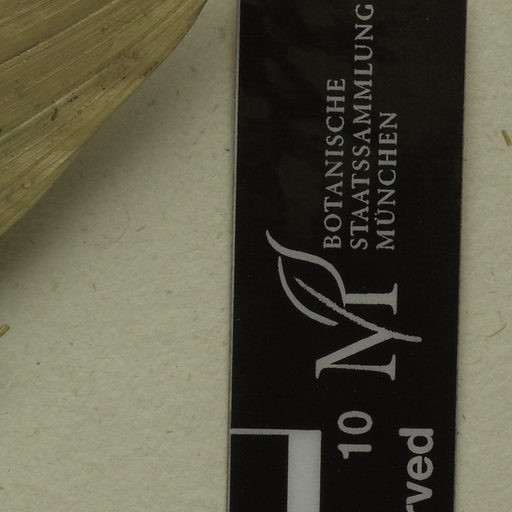 BOTANISCHE
STAATSSAMMLUNG
MÜNCHEN
M
10
rved